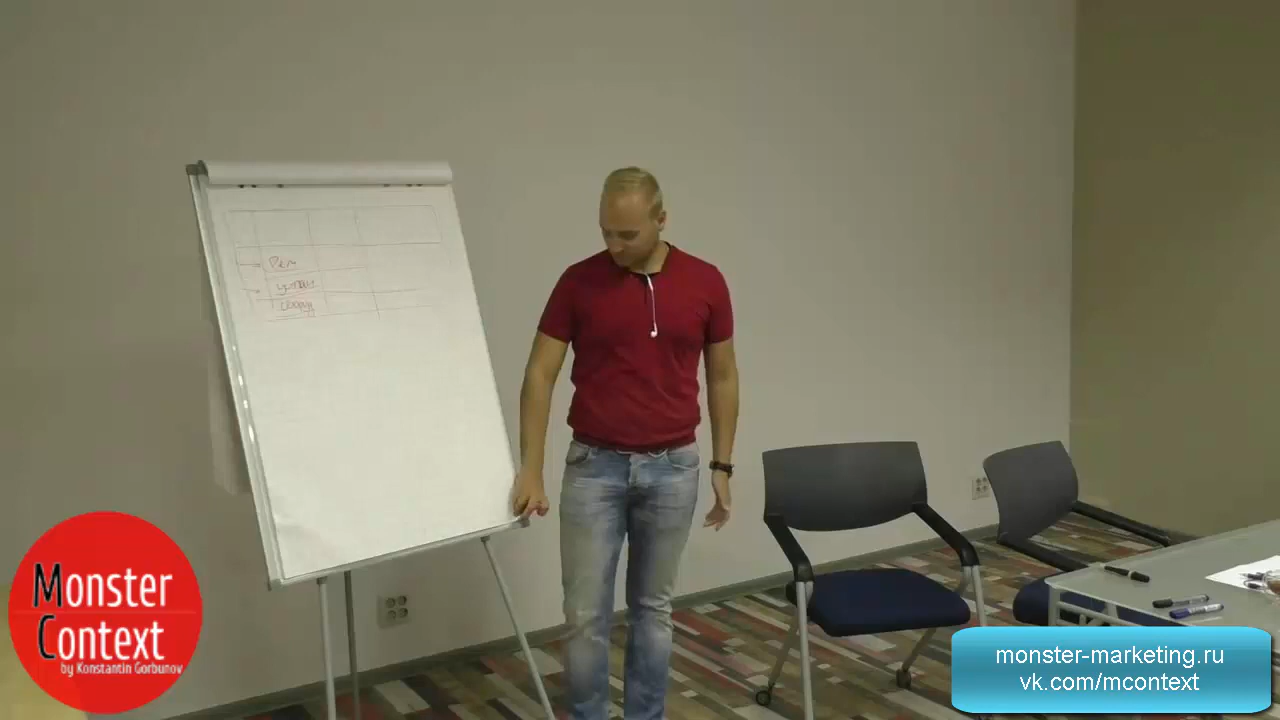 Monster
Context
by Konstantin Gorbunov
monster-marketing.ru
vk.com/mcontext